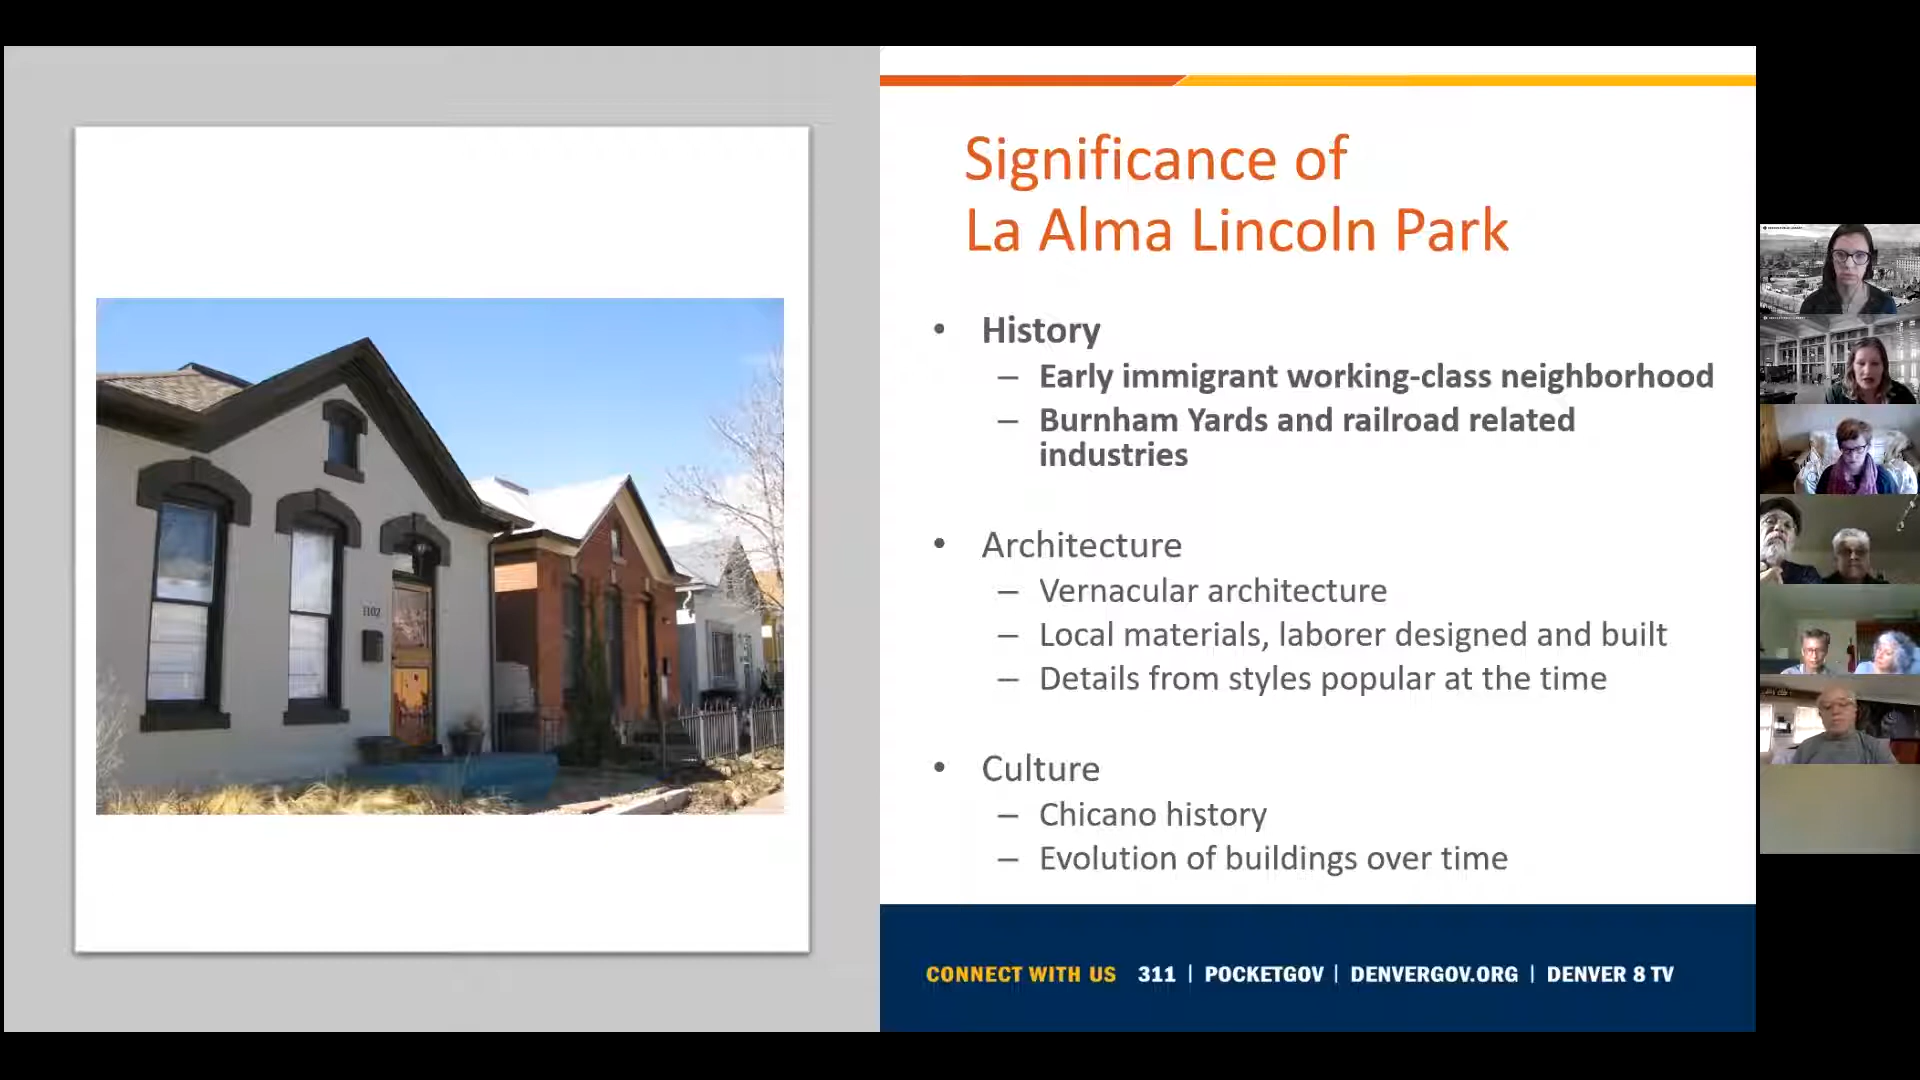 Significance of
La Alma Lincoln Park
• History
– Early immigrant working-class neighborhood
– Burnham Yards and railroad related
industries
• Architecture
– Vernacular architecture
– Local materials, laborer designed and built
– Details from styles popular at the time
• Culture
– Chicano history
– Evolution of buildings over time
1102
CONNECT WITH US 311 | POCKETGOV | DENVERGOV.ORG | DENVER 8 TV